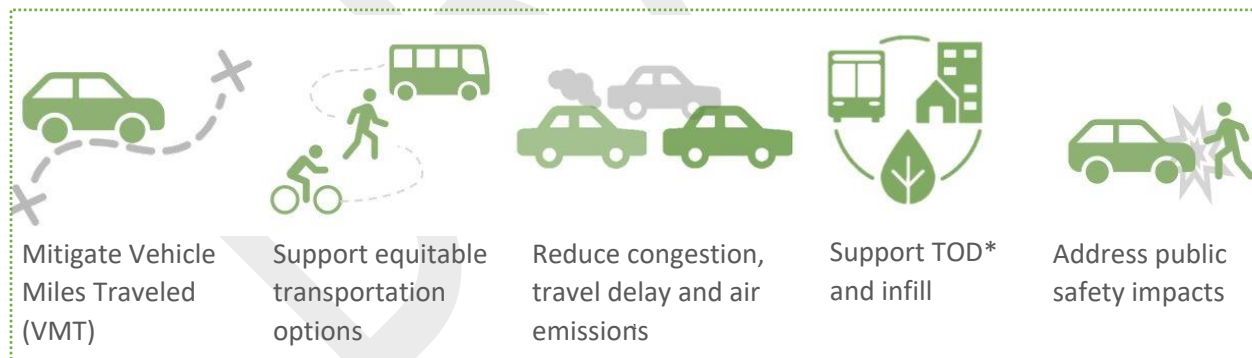 Mitigate Vehicle
Miles Traveled
(VMT)
Support equitable
transportation
options
Reduce congestion,
travel delay and air
emissions
Support TOD*
and infill
Address public
safety impacts